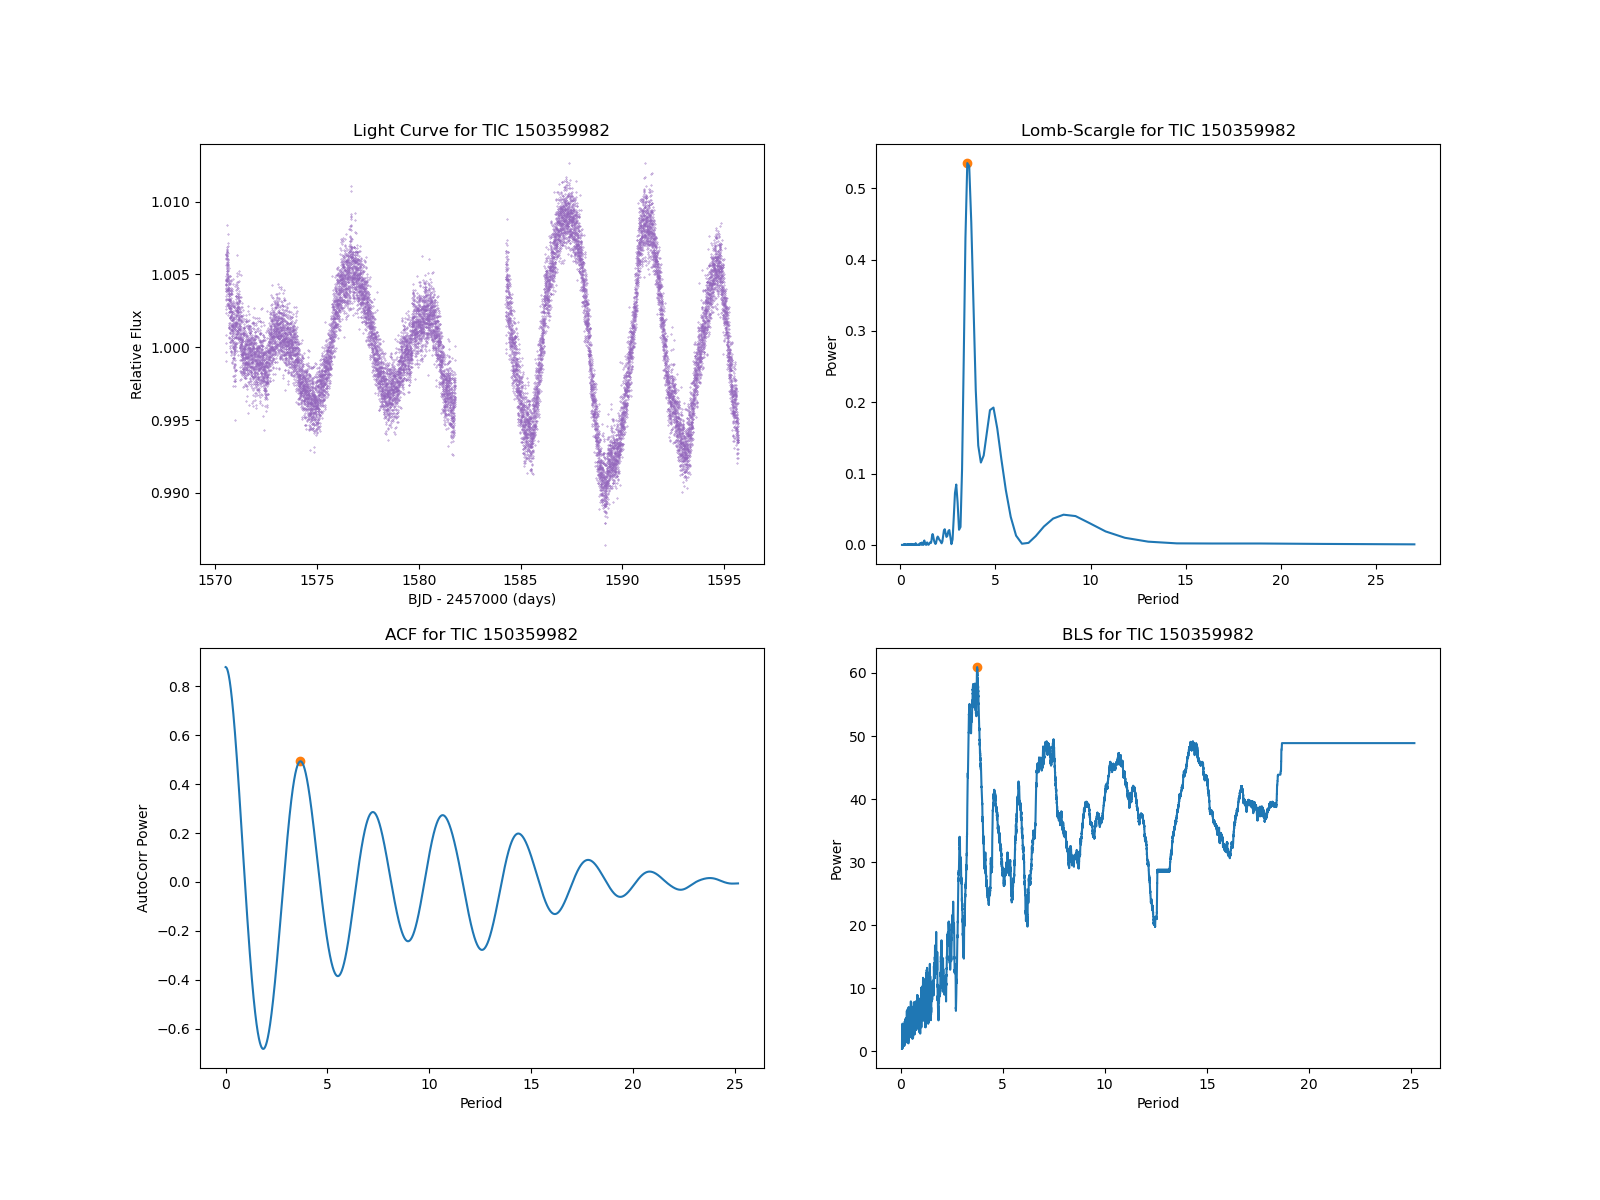 Light Curve for TIC 150359982
1.010
1.005
1.000
0.995
0.990
Relative Flux
1570 1575 1580 1585 1590 1595
BJD - 2457000 (days)
Lomb-Scargle for TIC 150359982
0.5
0.4
0.3
0.2
0.1
0.0
Power
0 5 10 15 20 25
Period
ACF for TIC 150359982
0.8
0.6
0.4
0.2
0.0
−0.2
−0.4
−0.6
AutoCorr Power
0 5 10 15 20 25
Period
BLS for TIC 150359982
60
50
40
30
20
10
0
Power
0 5 10 15 20 25
Period